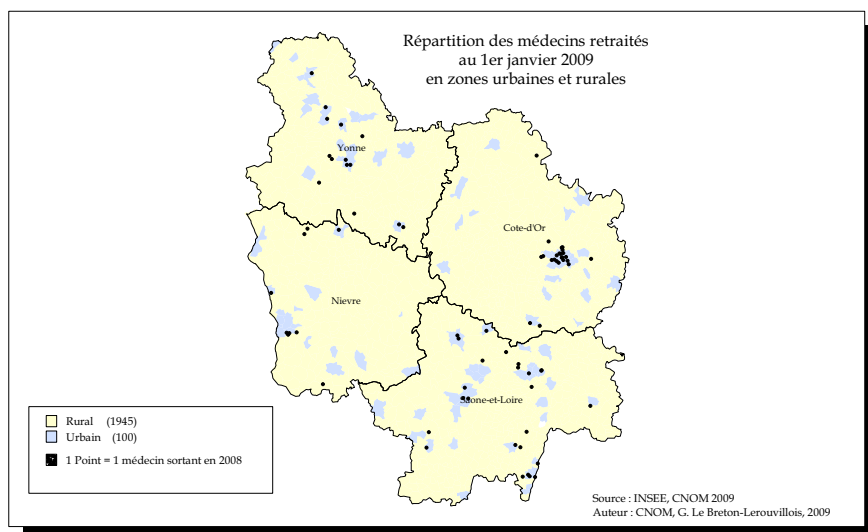 Répartition des médecins retraités
au 1er janvier 2009
en zones urbaines et rurales
Yonne
Cote-d'Or
Nievre
Saone-et-Loire
Rural (1945)
Urbain (100)
1 Point = 1 médecin sortant en 2008
Source : INSEE, CNOM 2009
Auteur : CNOM, G. Le Breton-Lerouvillois, 2009